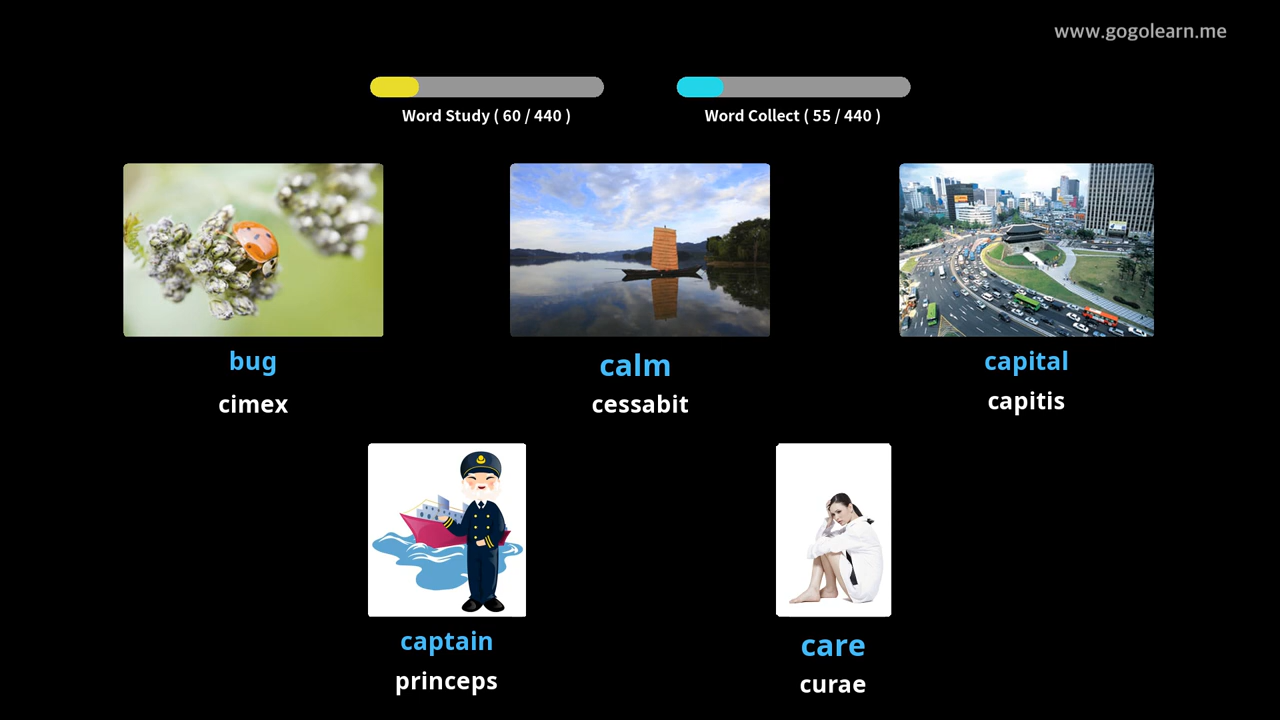 www.gogolearn.me
Word Study ( 60 / 440 )
Word Collect ( 55 / 440 )
bug
cimex
calm
cessabit
capital
capitis
captain
princeps
care
curae